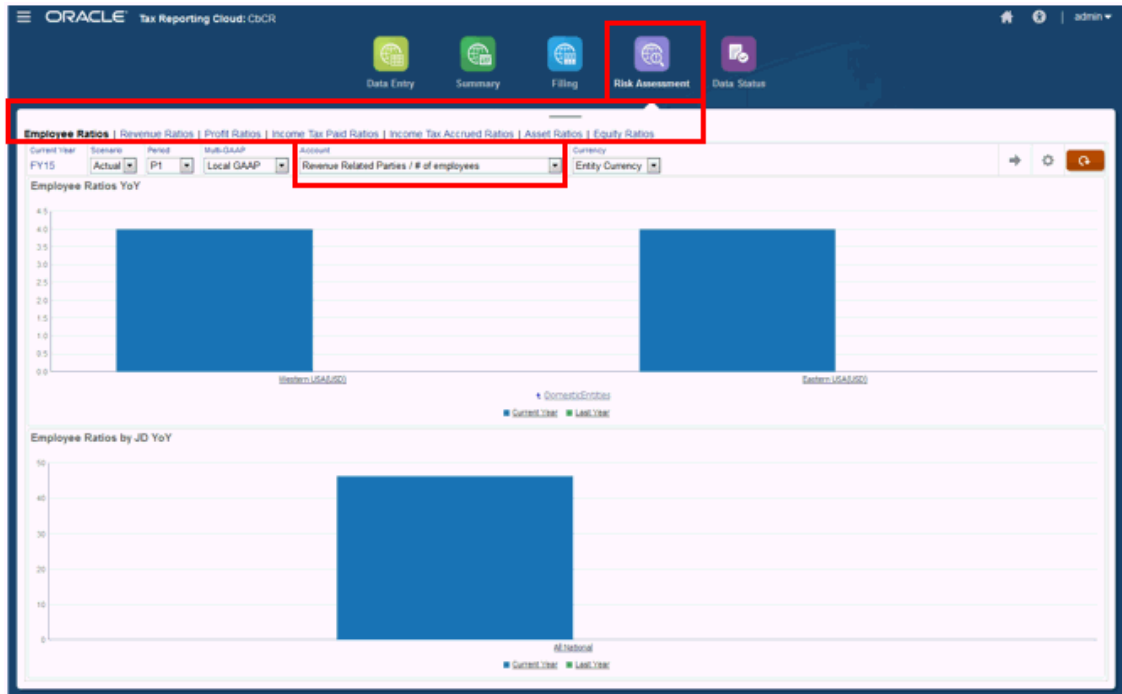 ORACLE® Tax Reporting Cloud: CbCR admin
Data Entry Summary Filing Risk Assessment Data Status
Employee Ratios | Revenue Ratios | Profit Ratios | Income Tax Paid Ratios | Income Tax Accrued Ratios | Asset Ratios | Equity Ratios
Current Year Scenario Period Multi-GAAP Account Currency
FY15 Actual P1 Local GAAP Revenue Related Parties / # of employees Entity Currency
Employee Ratios YoY
4.5
4.0
3.5
3.0
2.5
2.0
1.5
1.0
0.5
0.0
Western USA(USD) Eastern USA(USD)
DomesticEntities
Current Year Last Year
Employee Ratios by JD YoY
50
40
30
20
10
0
All National
Current Year Last Year